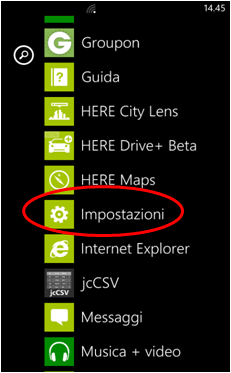 14.45
G Groupon
? Guida
HERE City Lens
HERE Drive+ Beta
HERE Maps
Impostazioni
Internet Explorer
jcCSV jcCSV
Messaggi
Musica + video